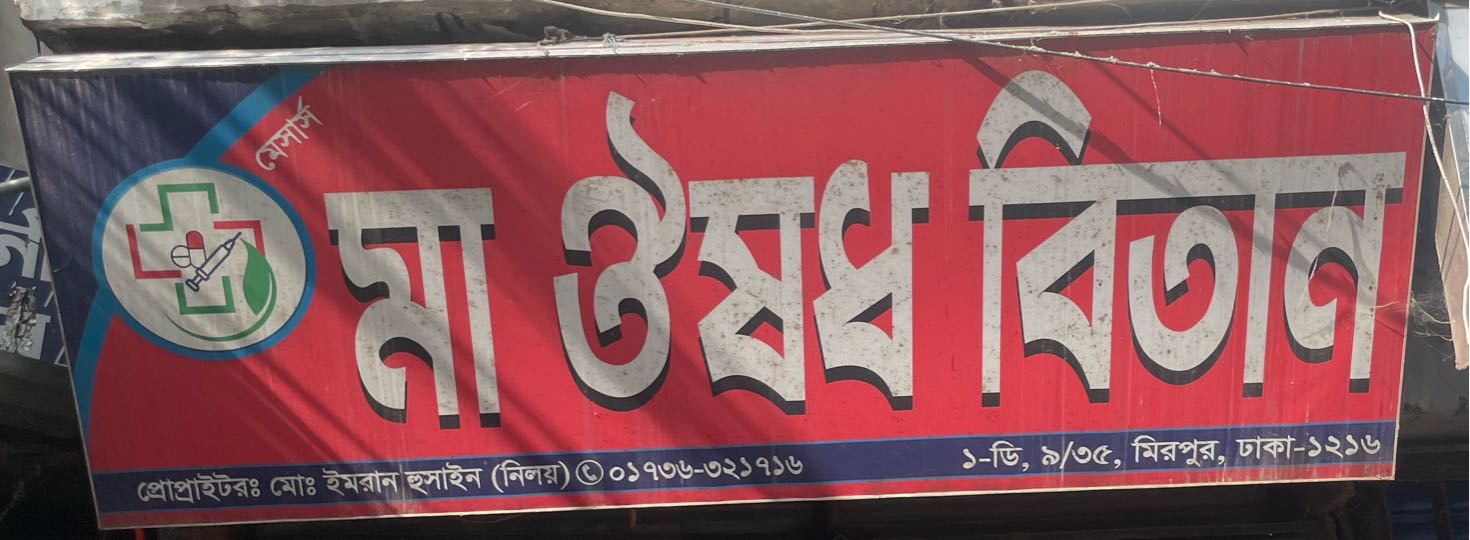 মেসার্স
মা ঔষধ বিতান
প্রোপ্রাইটরঃ মোঃ ইমরান হুসাইন (নিলয়) ০১৭৩৬-৩২১৭১৬
১-ডি, ৯/৩৫, মিরপুর, ঢাকা-১২১৬